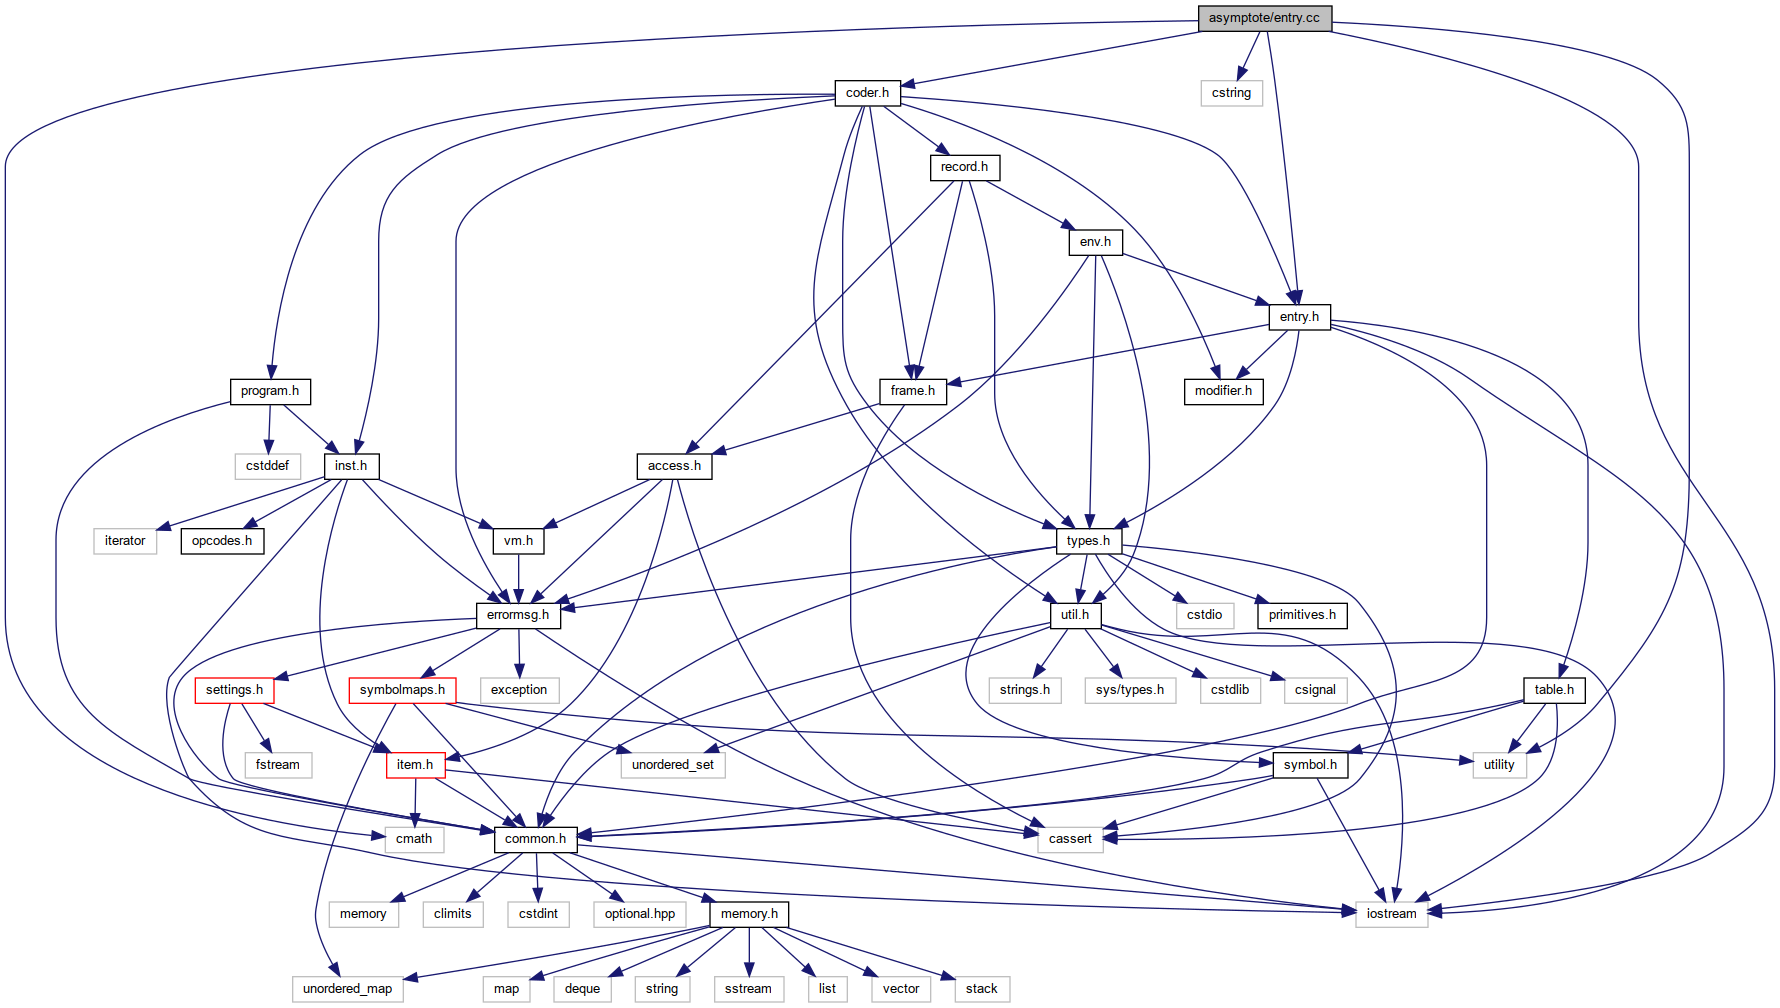 asymptote/entry.cc
coder.h
cstring
record.h
env.h
entry.h
program.h
frame.h
modifier.h
cstddef
inst.h
access.h
iterator
opcodes.h
vm.h
types.h
errormsg.h
util.h
cstdio
primitives.h
settings.h
symbolmaps.h
exception
strings.h
sys/types.h
cstdlib
csignal
table.h
fstream
item.h
unordered_set
symbol.h
utility
cmath
common.h
cassert
memory
climits
cstdint
optional.hpp
memory.h
iostream
unordered_map
map
deque
string
sstream
list
vector
stack